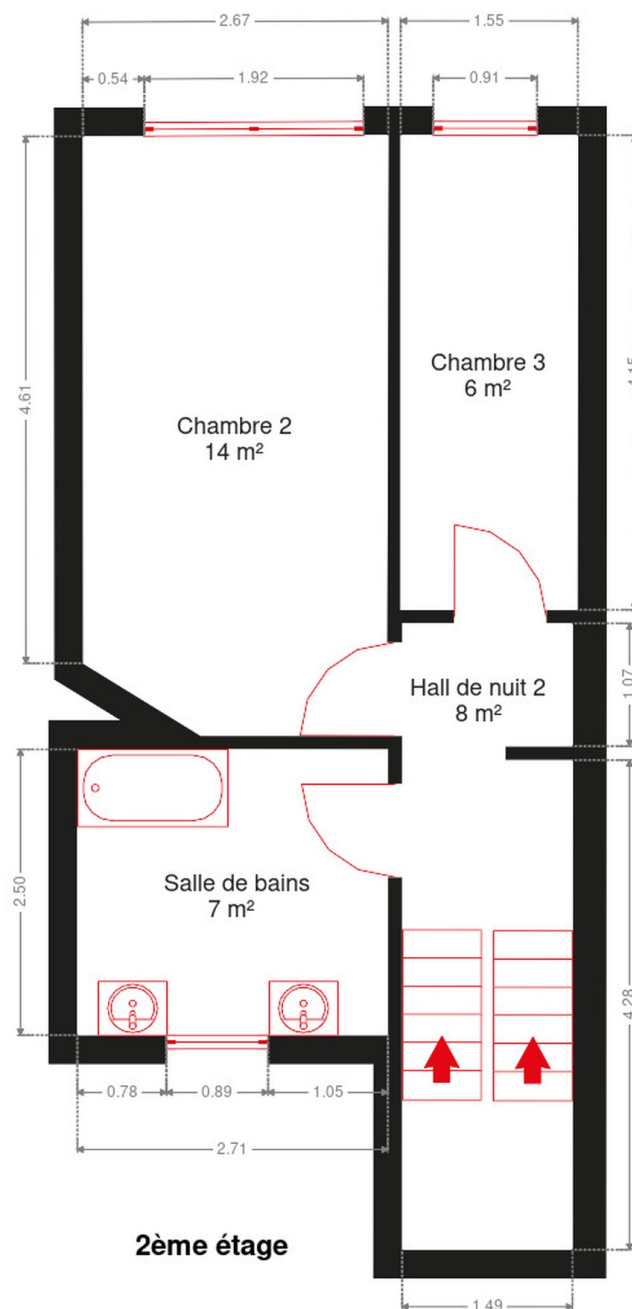 2.67
1.55
0.54
1.92
0.91
4.61
Chambre 3
6 m²
Chambre 2
14 m²
Hall de nuit 2
8 m²
1.07
2.50
Salle de bains
7 m²
4.28
0.78
0.89
1.05
2.71
2ème étage
1.49